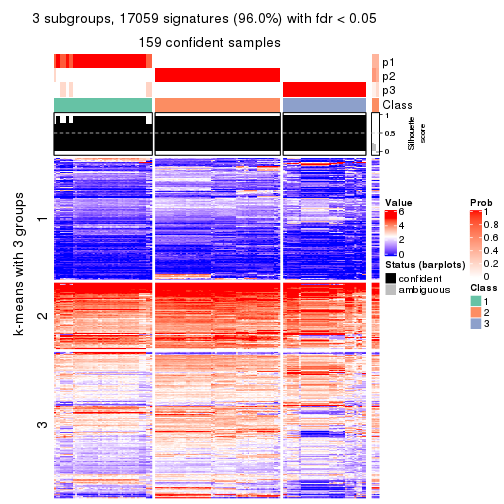 3 subgroups, 17059 signatures (96.0%) with fdr < 0.05
159 confident samples
p1
p2
p3
Class
1
0.5
0
Silhouette
score
k-means with 3 groups
1
2
3
Value
6
4
2
0
Status (barplots)
confident
ambiguous
Prob
1
0.8
0.6
0.4
0.2
0
Class
1
2
3